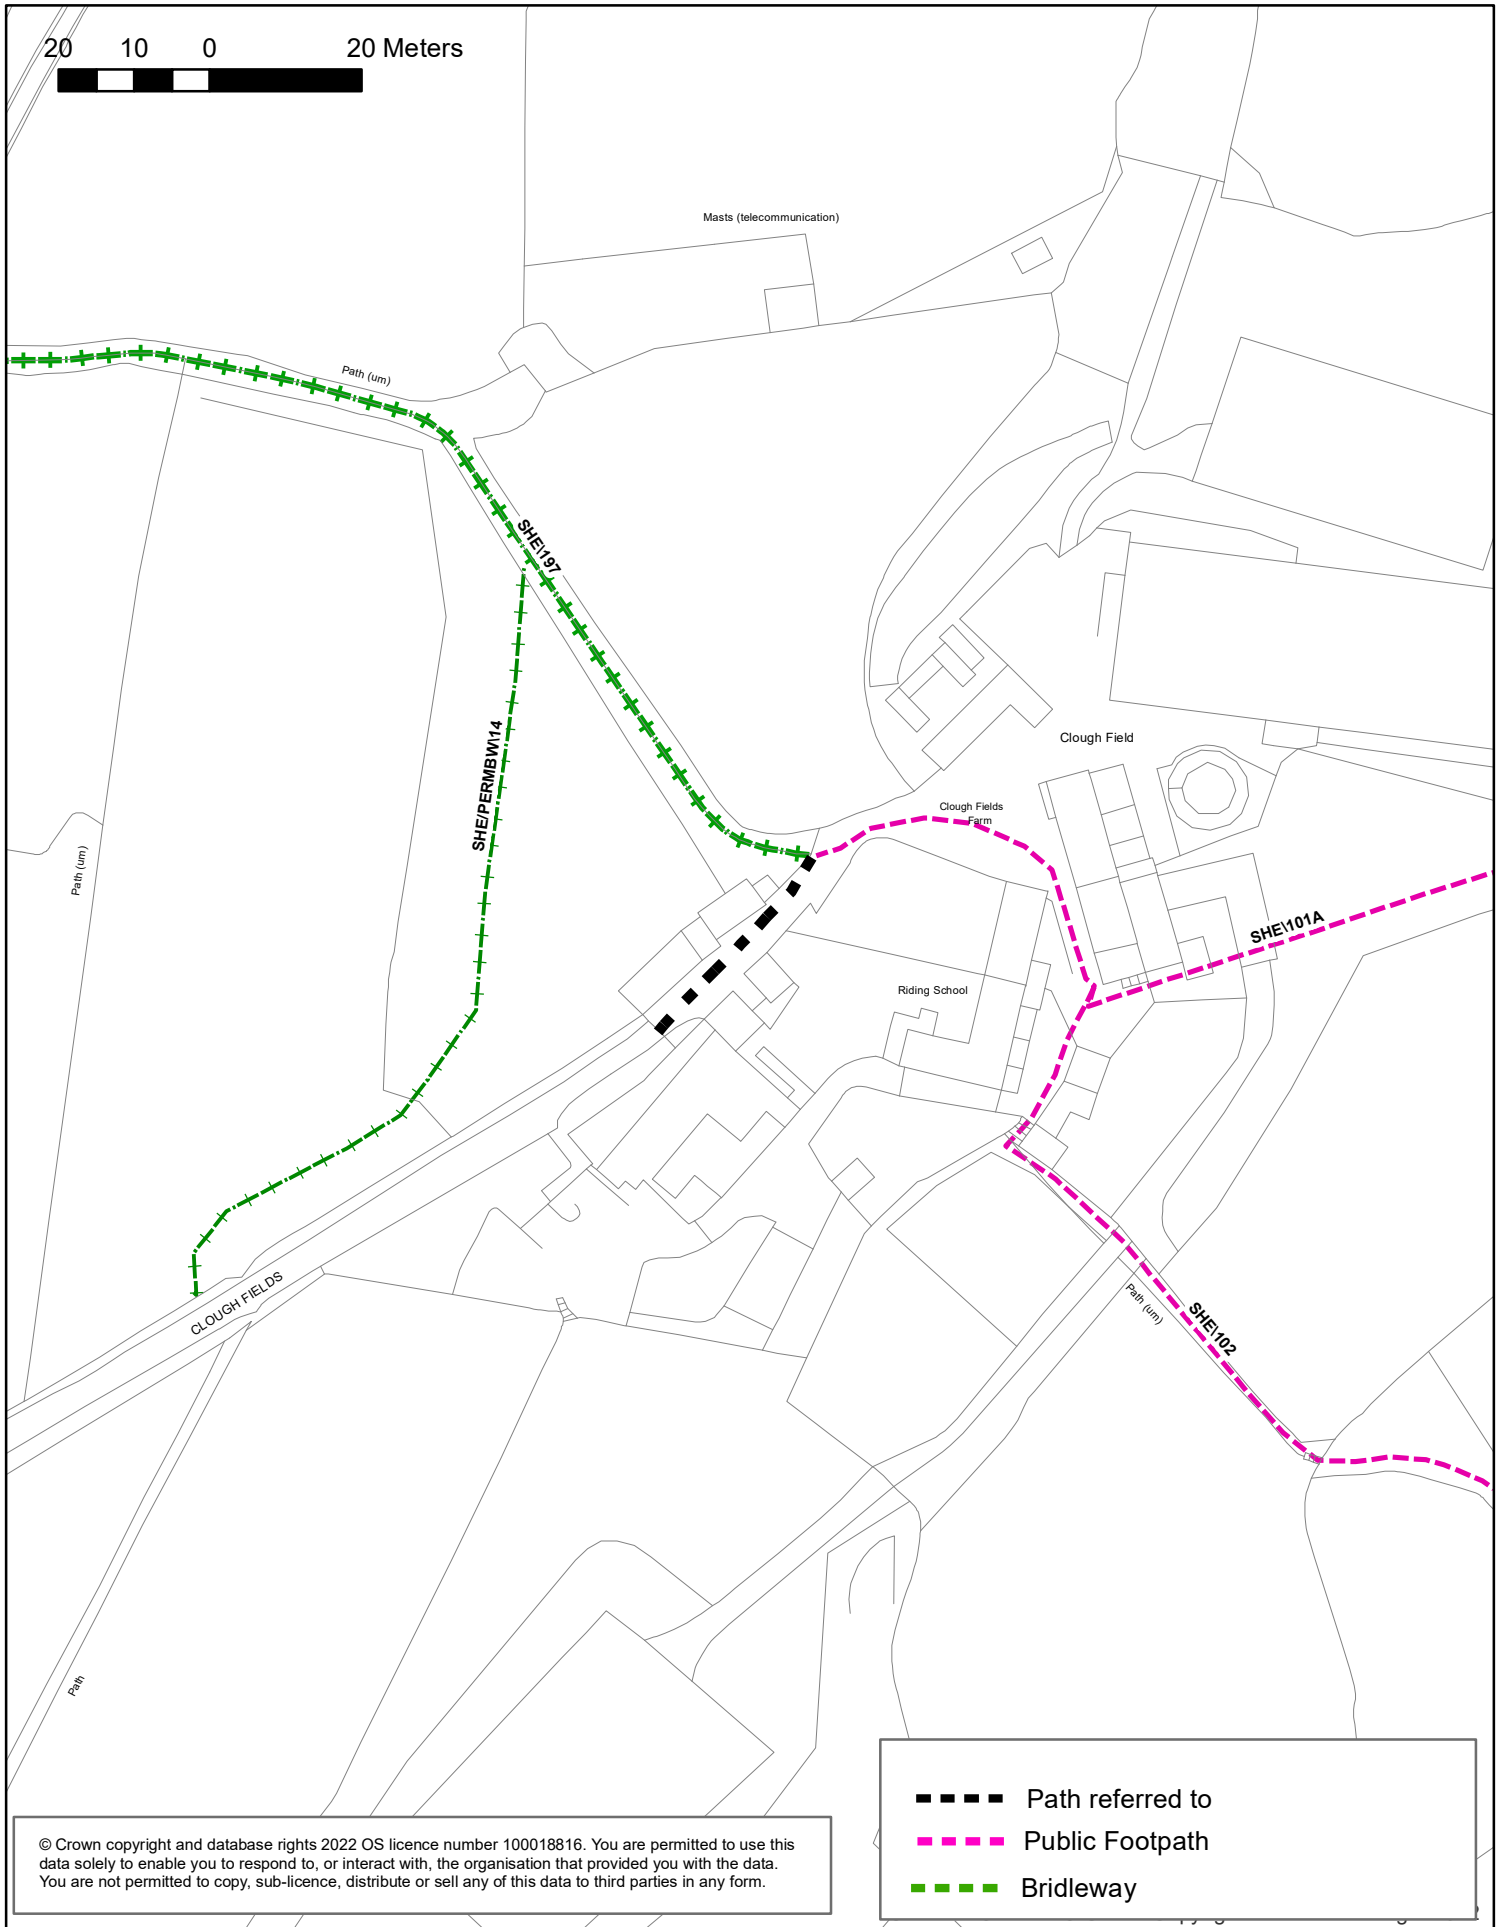 20 10 0 20 Meters
Masts (telecommunication)
Path (um)
SHE\197
SHE/PERMBW\14
Clough Field
Clough Fields
Farm
Path (um)
SHE\101A
Riding School
CLOUGH FIELDS
Path (um)
SHE\102
Path
Path referred to
Public Footpath
Bridleway
© Crown copyright and database rights 2022 OS licence number 100018816. You are permitted to use this
data solely to enable you to respond to, or interact with, the organisation that provided you with the data.
You are not permitted to copy, sub-licence, distribute or sell any of this data to third parties in any form.